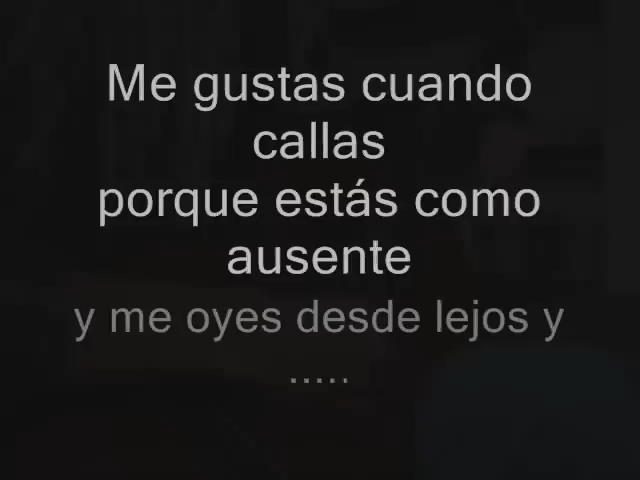 Me gustas cuando
callas
porque estás como
ausente
y me oyes desde lejos y
.....